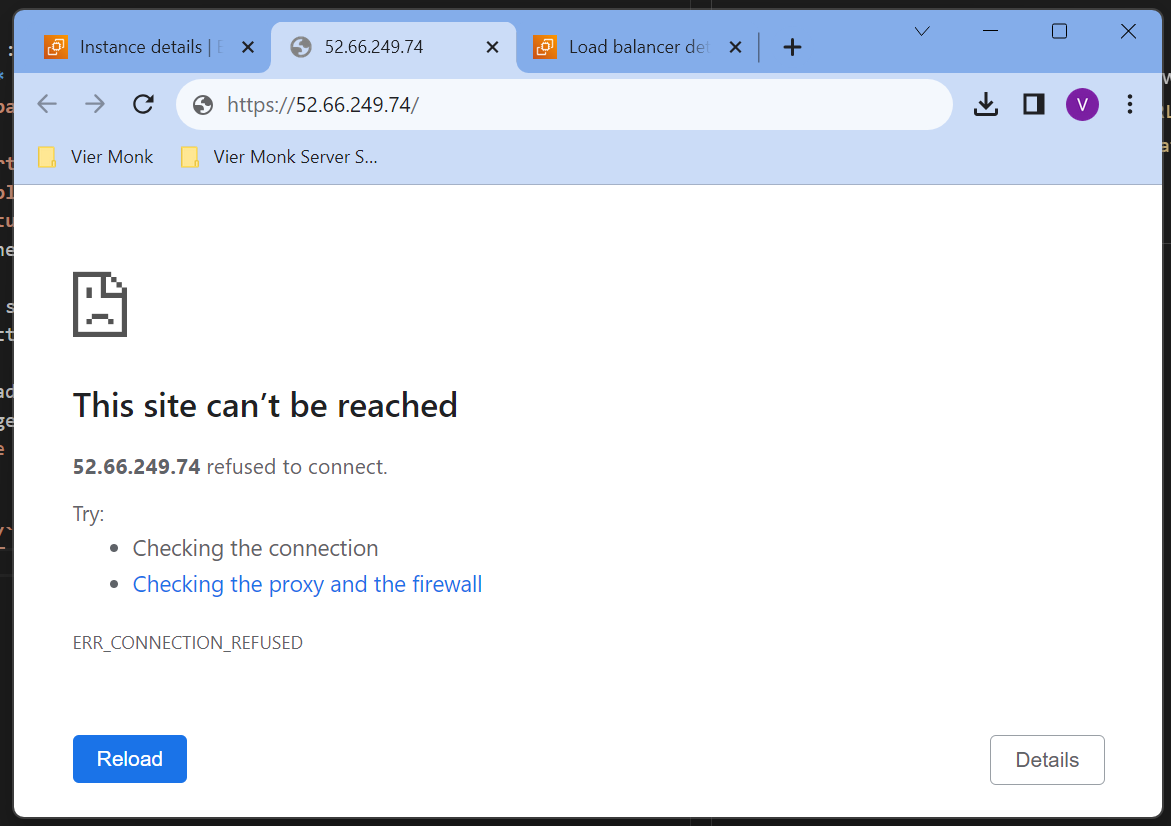 Instance details | E
52.66.249.74
Load balancer det
https://52.66.249.74/
V
Vier Monk
Vier Monk Server S...
This site can’t be reached
52.66.249.74 refused to connect.
Try:
• Checking the connection
• Checking the proxy and the firewall
ERR_CONNECTION_REFUSED
Reload
Details